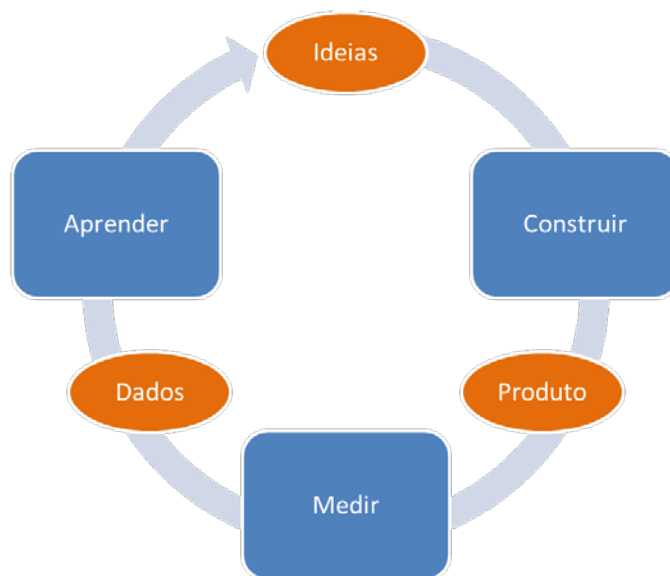 Ideias
Construir
Produto
Medir
Dados
Aprender